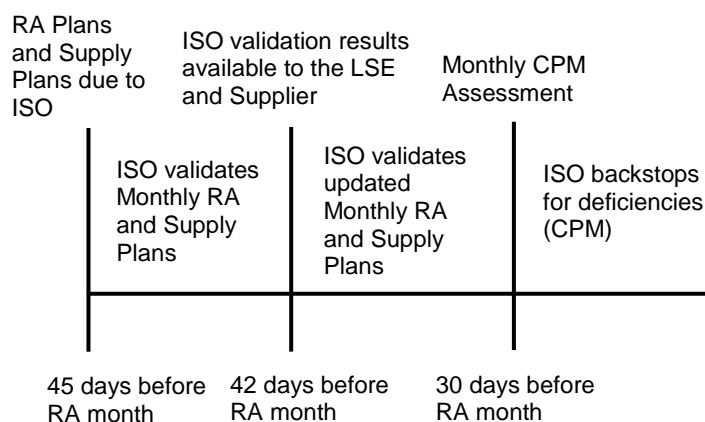 RA Plans
and Supply
Plans due to
ISO
ISO validation results
available to the LSE
and Supplier
Monthly CPM
Assessment
ISO validates
Monthly RA
and Supply
Plans
ISO validates
updated
Monthly RA
and Supply
Plans
ISO backstops
for deficiencies
(CPM)
45 days before
RA month
42 days before
RA month
30 days before
RA month